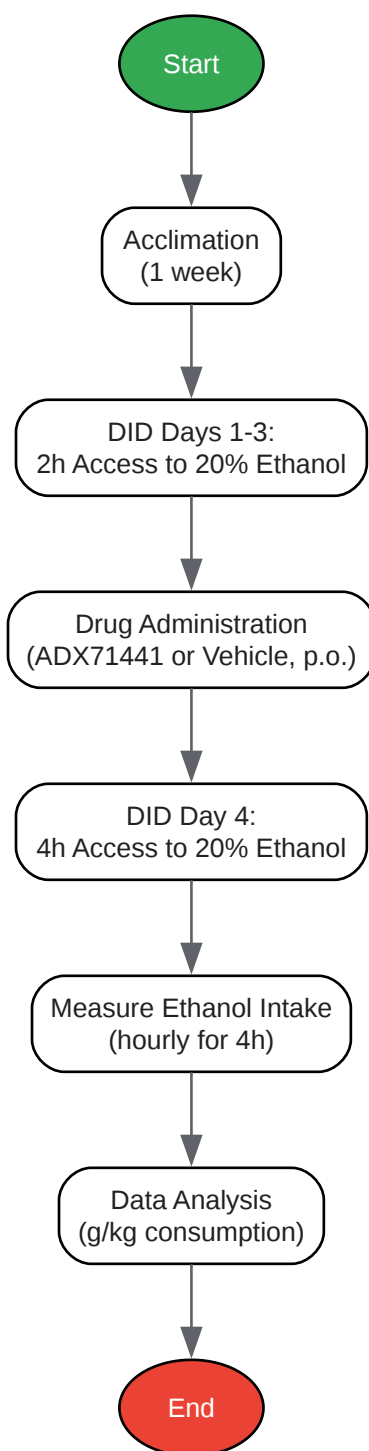 Start
Acclimation
(1 week)
DID Days 1-3:
2h Access to 20% Ethanol
Drug Administration
(ADX71441 or Vehicle, p.o.)
DID Day 4:
4h Access to 20% Ethanol
Measure Ethanol Intake
(hourly for 4h)
Data Analysis
(g/kg consumption)
End